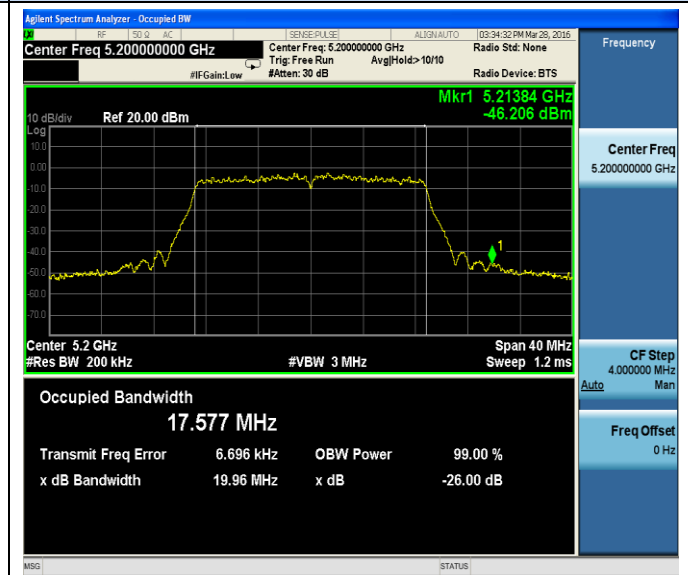 Agilent Spectrum Analyzer - Occupied BW
LXI RF 50 Ω AC SENSE:PULSE ALIGNAUTO 03:34:32 PM Mar 28, 2016
Center Freq 5.200000000 GHz
Center Freq: 5.200000000 GHz Radio Std: None
Trig: Free Run Avg|Hold:>10/10
#IFGain:Low #Atten: 30 dB Radio Device: BTS
Mkr1 5.21384 GHz
10 dB/div Ref 20.00 dBm -46.206 dBm
Log
10.0
0.00
-10.0
-20.0
-30.0
-40.0
-50.0
-60.0
-70.0
1
Center 5.2 GHz Span 40 MHz
#Res BW 200 kHz #VBW 3 MHz Sweep 1.2 ms
Occupied Bandwidth
17.577 MHz
Transmit Freq Error 6.696 kHz OBW Power 99.00 %
x dB Bandwidth 19.96 MHz x dB -26.00 dB
MSG STATUS
Frequency
Center Freq
5.200000000 GHz
CF Step
4.000000 MHz
Auto Man
Freq Offset
0 Hz